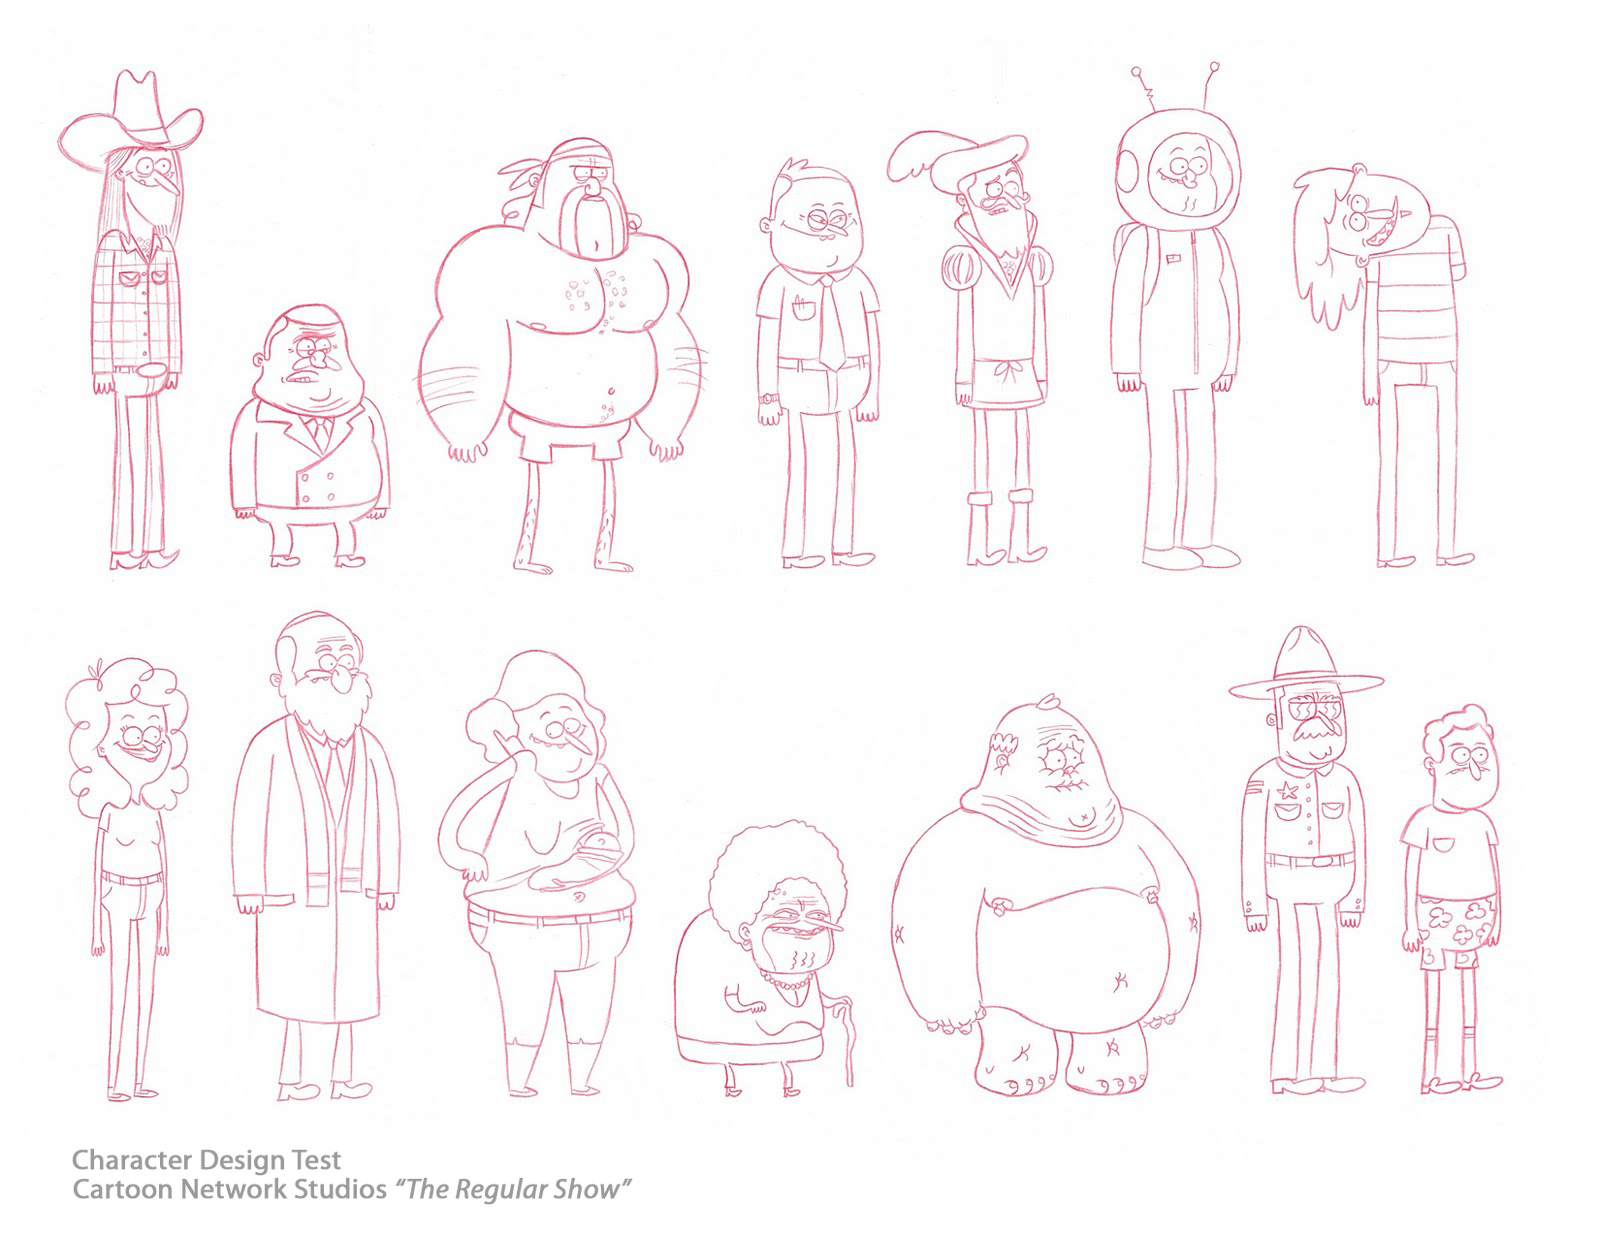 Character Design Test
Cartoon Network Studios “The Regular Show”